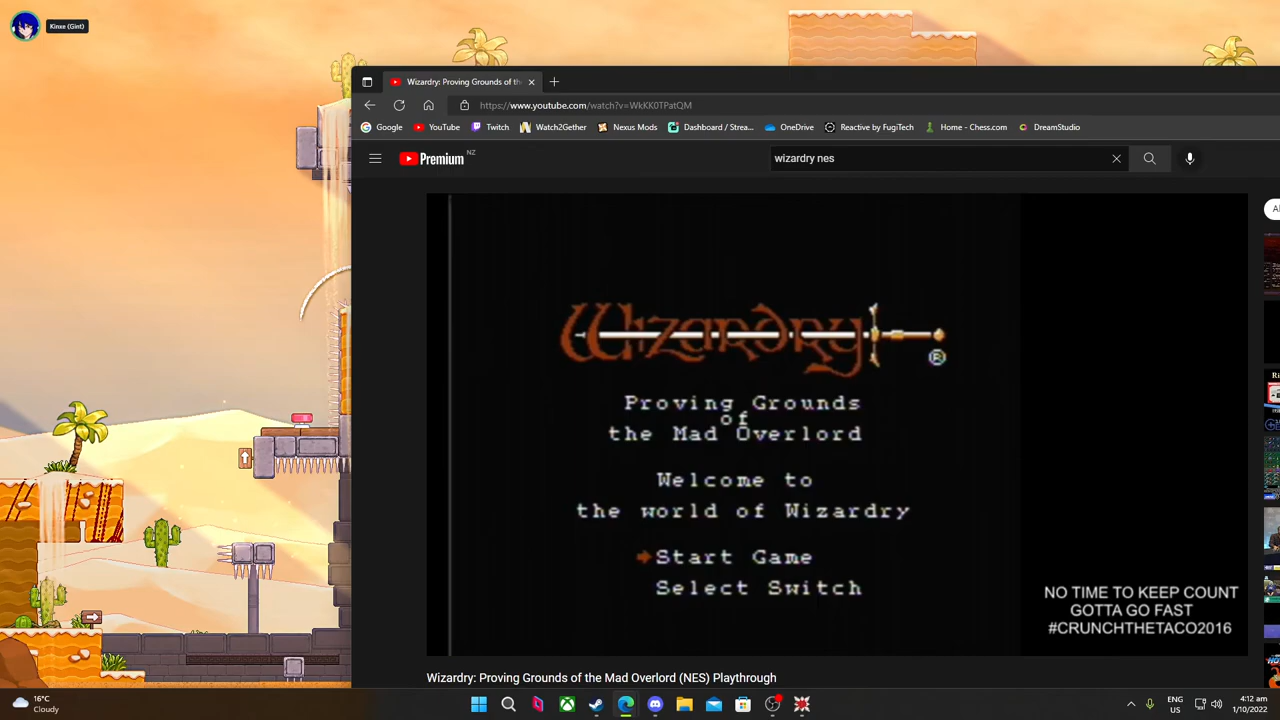 Kinxe (Gint)
Wizardry: Proving Grounds of th
https://www.youtube.com/watch?v=WkKK0TPatQM
Google YouTube Twitch Watch2Gether Nexus Mods Dashboard / Strea... OneDrive Reactive by FugiTech Home - Chess.com DreamStudio
Premium NZ
wizardry nes
Wizardry
®
Proving Grounds
of
the Mad Overlord
Welcome to
the world of Wizardry
Start Game
Select Switch
NO TIME TO KEEP COUNT
GOTTA GO FAST
#CRUNCHTHETACO2016
Wizardry: Proving Grounds of the Mad Overlord (NES) Playthrough
16°C
Cloudy
ENG
US
4:12 am
1/10/2022